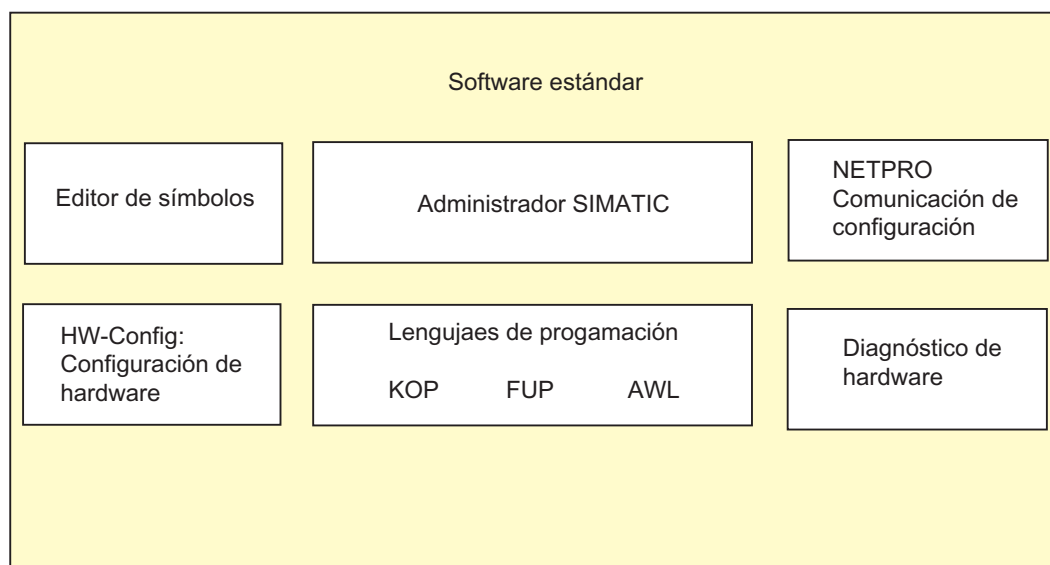 Software estándar
Editor de símbolos
Administrador SIMATIC
NETPRO
Comunicación de
configuración
HW-Config:
Configuración de
hardware
Lengujaes de progamación
KOP FUP AWL
Diagnóstico de
hardware